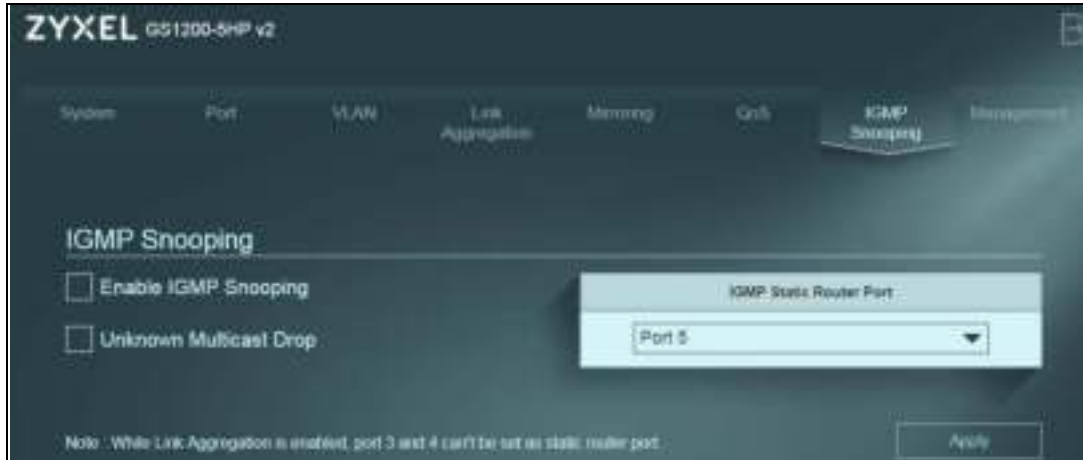 ZYXEL GS1200-5HP v2
System Port VLAN Link Aggregation Mirroring QoS IGMP Snooping Management
IGMP Snooping
Enable IGMP Snooping
Unknown Multicast Drop
IGMP Static Router Port
Port 5
Note : While Link Aggregation is enabled, port 3 and 4 can't be set as static router port.
Apply